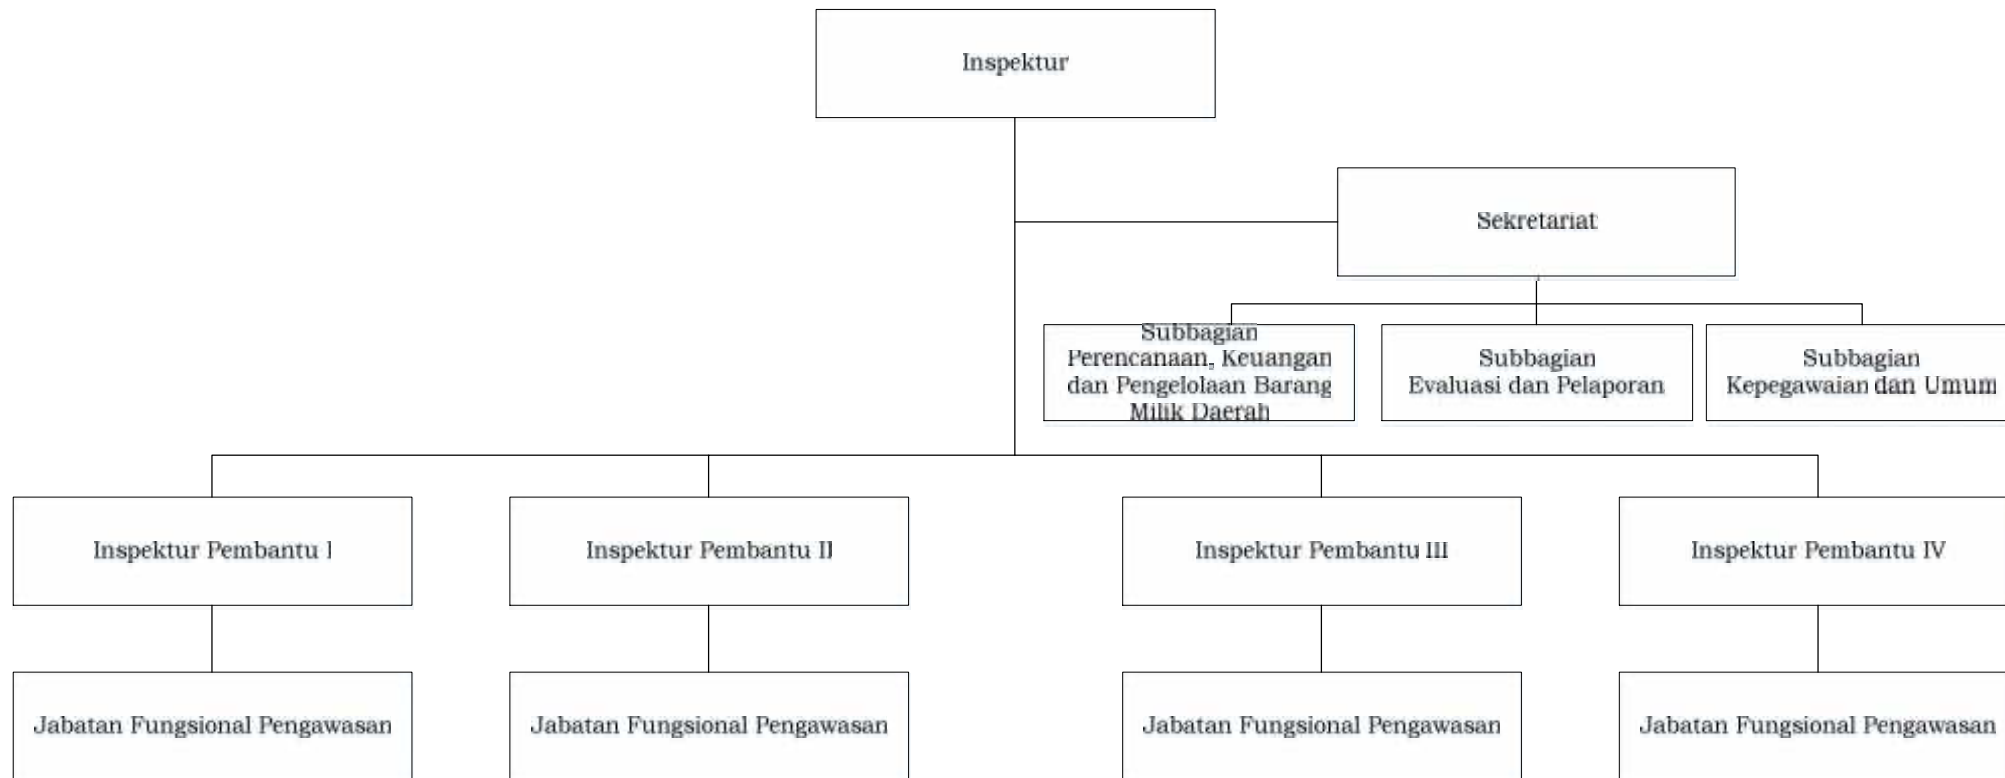 Inspektur
Sekretariat
Subbagian
Perencanaan, Keuangan
dan Pengelolaan Barang
Milik Daerah
Subbagian
Evaluasi dan Pelaporan
Subbagian
Kepegawaian dan Umum
Inspektur Pembantu I
Inspektur Pembantu II
Inspektur Pembantu III
Inspektur Pembantu IV
Jabatan Fungsional Pengawasan
Jabatan Fungsional Pengawasan
Jabatan Fungsional Pengawasan
Jabatan Fungsional Pengawasan